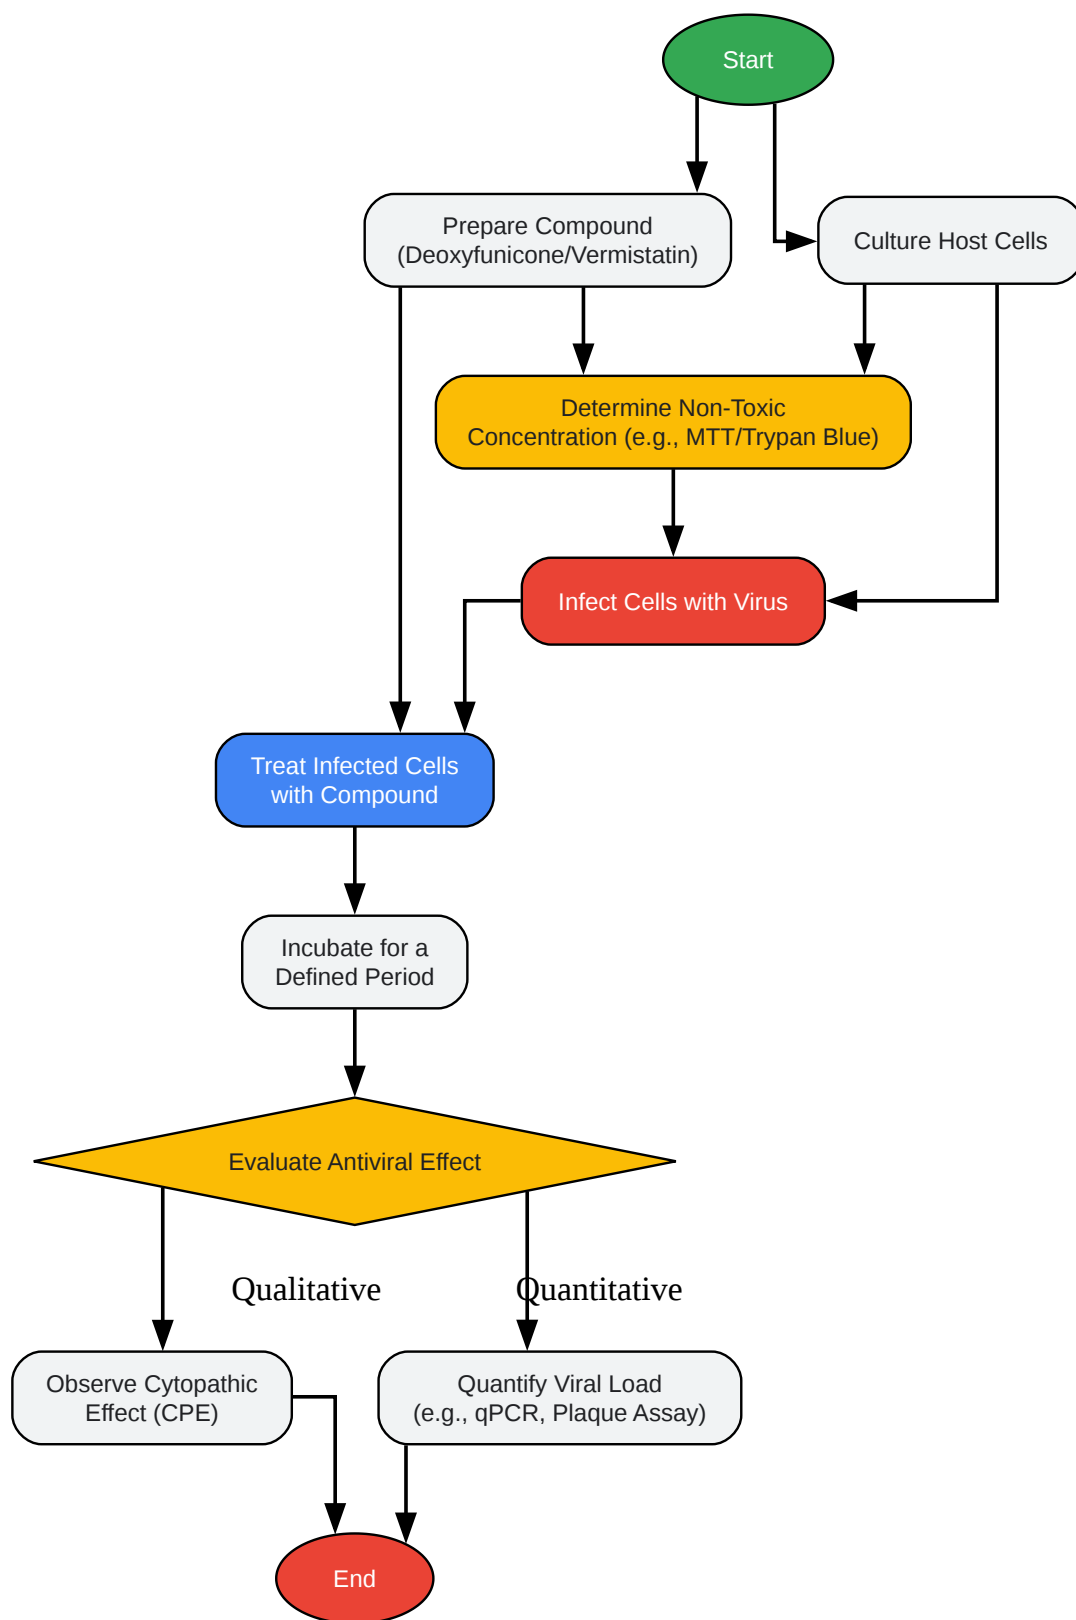 Start
Prepare Compound
(Deoxyfunicone/Vermistatin)
Culture Host Cells
Determine Non-Toxic
Concentration (e.g., MTT/Trypan Blue)
Infect Cells with Virus
Treat Infected Cells
with Compound
Incubate for a
Defined Period
Evaluate Antiviral Effect
Qualitative
Quantitative
Observe Cytopathic
Effect (CPE)
Quantify Viral Load
(e.g., qPCR, Plaque Assay)
End